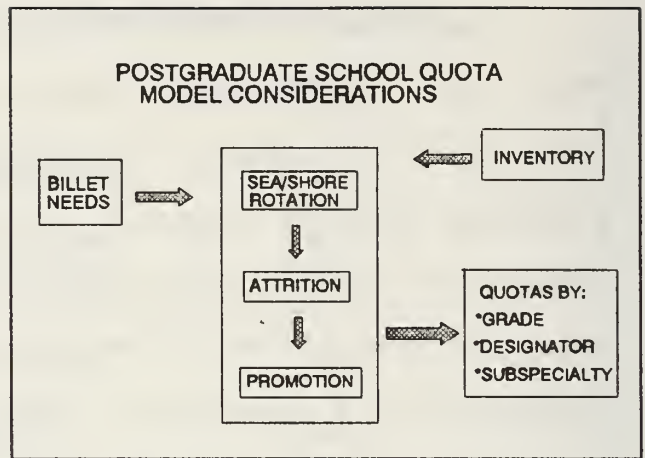 POSTGRADUATE SCHOOL QUOTA
MODEL CONSIDERATIONS
BILLET
NEEDS
SEA/SHORE
ROTATION
ATTRITION
PROMOTION
INVENTORY
QUOTAS BY:
*GRADE
*DESIGNATOR
*SUBSPECIALTY